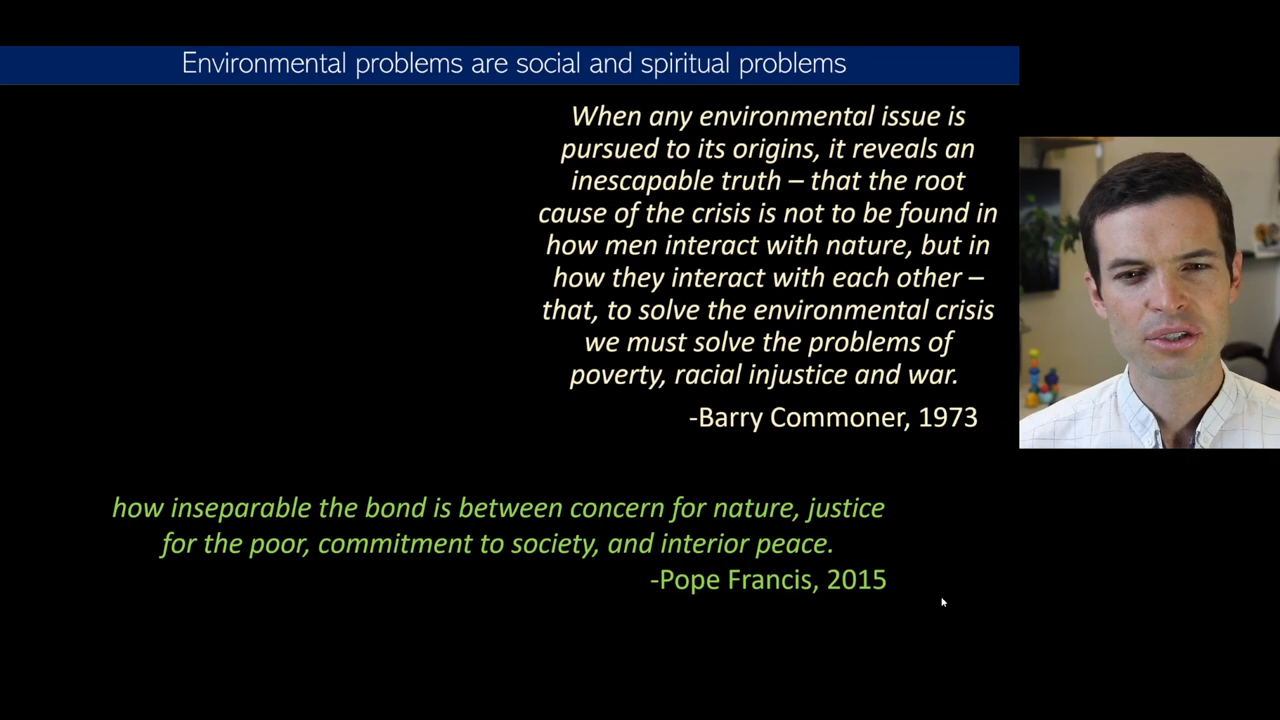 Environmental problems are social and spiritual problems
When any environmental issue is
pursued to its origins, it reveals an
inescapable truth – that the root
cause of the crisis is not to be found in
how men interact with nature, but in
how they interact with each other –
that, to solve the environmental crisis
we must solve the problems of
poverty, racial injustice and war.
-Barry Commoner, 1973
how inseparable the bond is between concern for nature, justice
for the poor, commitment to society, and interior peace.
-Pope Francis, 2015